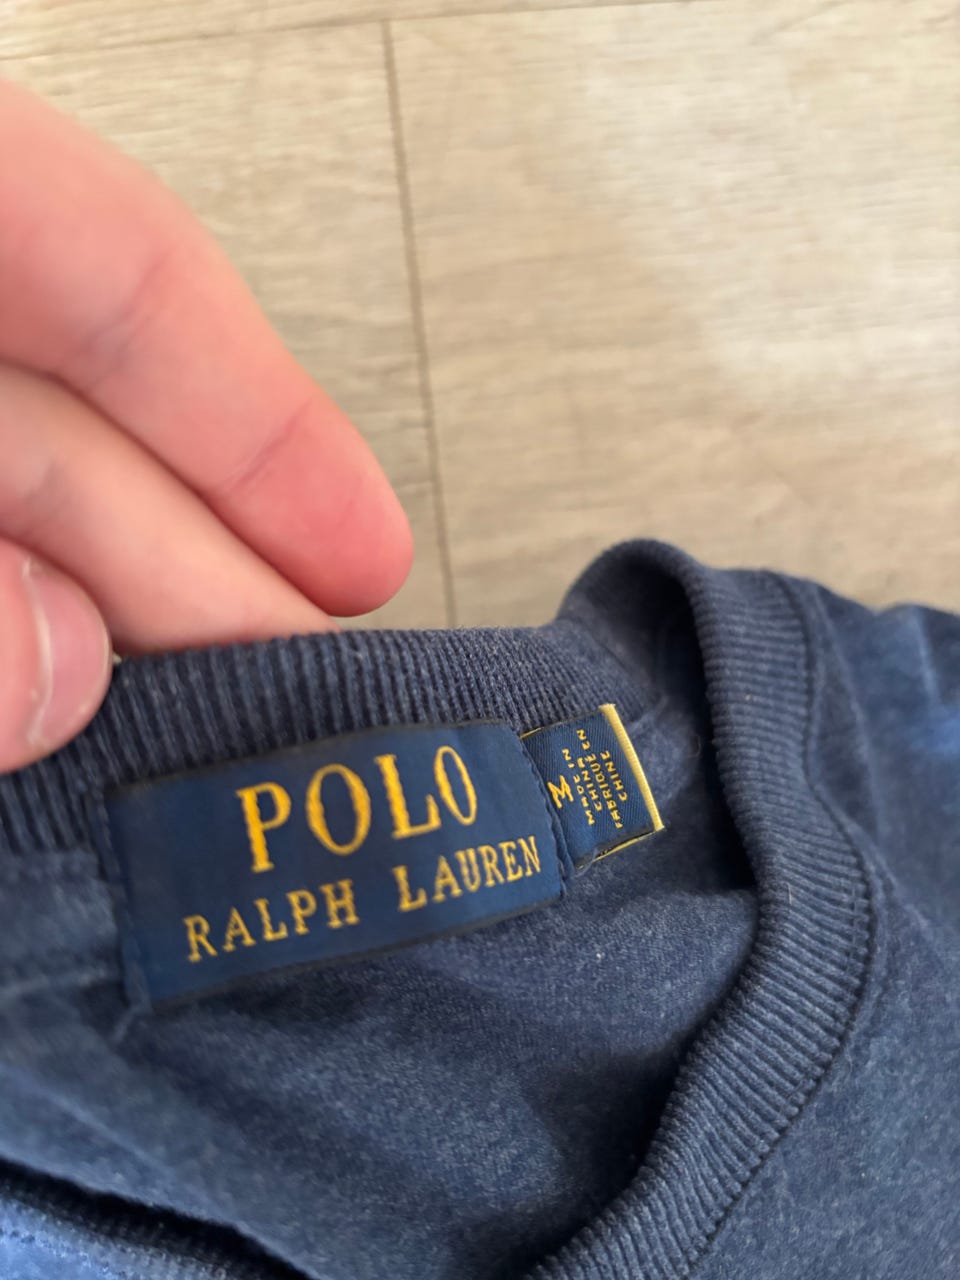 POLO
RALPH LAUREN
M
MADE IN
CHINA
FABRIQUÉ EN
CHINE